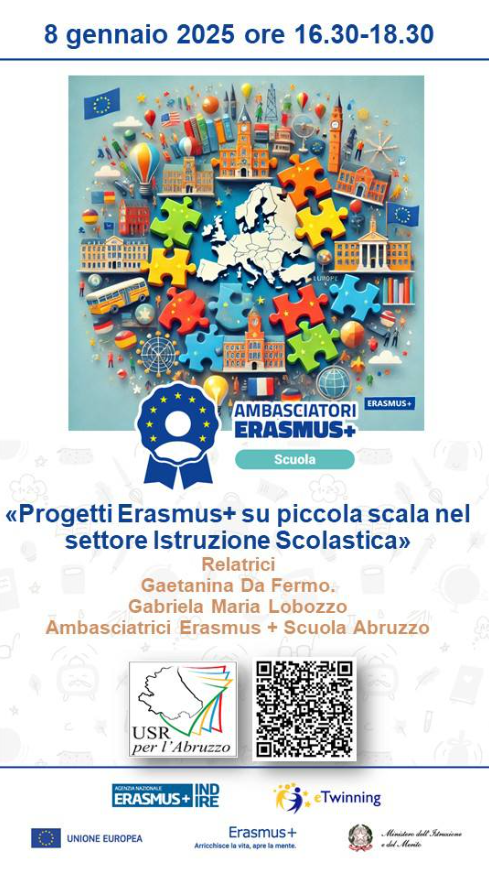 8 gennaio 2025 ore 16.30-18.30
EUROPE
ERASMUS+
AMBASCIATORI
ERASMUS+
Scuola
«Progetti Erasmus+ su piccola scala nel
settore Istruzione Scolastica»
Relatrici
Gaetanina Da Fermo.
Gabriela Maria Lobozzo
Ambasciatrici Erasmus + Scuola Abruzzo
USR
per l'Abruzzo
AGENZIA NAZIONALE
ERASMUS+ INDIRE
eTwinning
UNIONE EUROPEA
Erasmus+
Arricchisce la vita, apre la mente.
Ministero dell'Istruzione
e del Merito